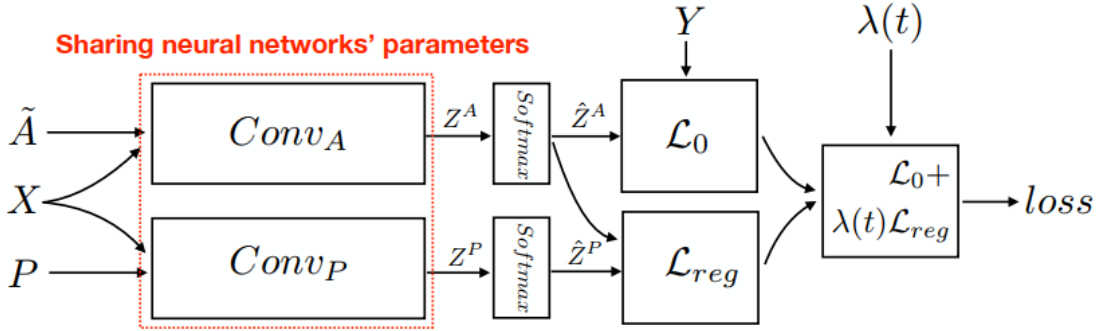 Sharing neural networks' parameters
Y
λ(t)
Ã
Conv_A
Z^A
Softmax
Ẑ^A
ℒ_0
X
ℒ_0+
λ(t)ℒ_reg
loss
P
Conv_P
Z^P
Softmax
Ẑ^P
ℒ_reg